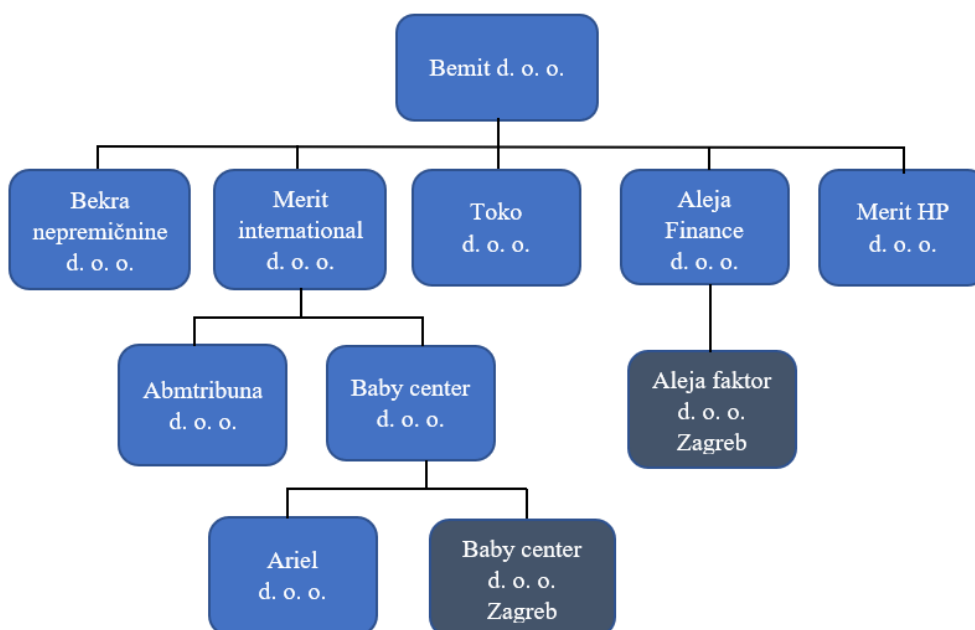 Bemit d. o. o.
Bekra
nepremičnine
d. o. o.
Merit
international
d. o. o.
Toko
d. o. o.
Aleja
Finance
d. o. o.
Merit HP
d. o. o.
Abmtribuna
d. o. o.
Baby center
d. o. o.
Aleja faktor
d. o. o.
Zagreb
Ariel
d. o. o.
Baby center
d. o. o.
Zagreb